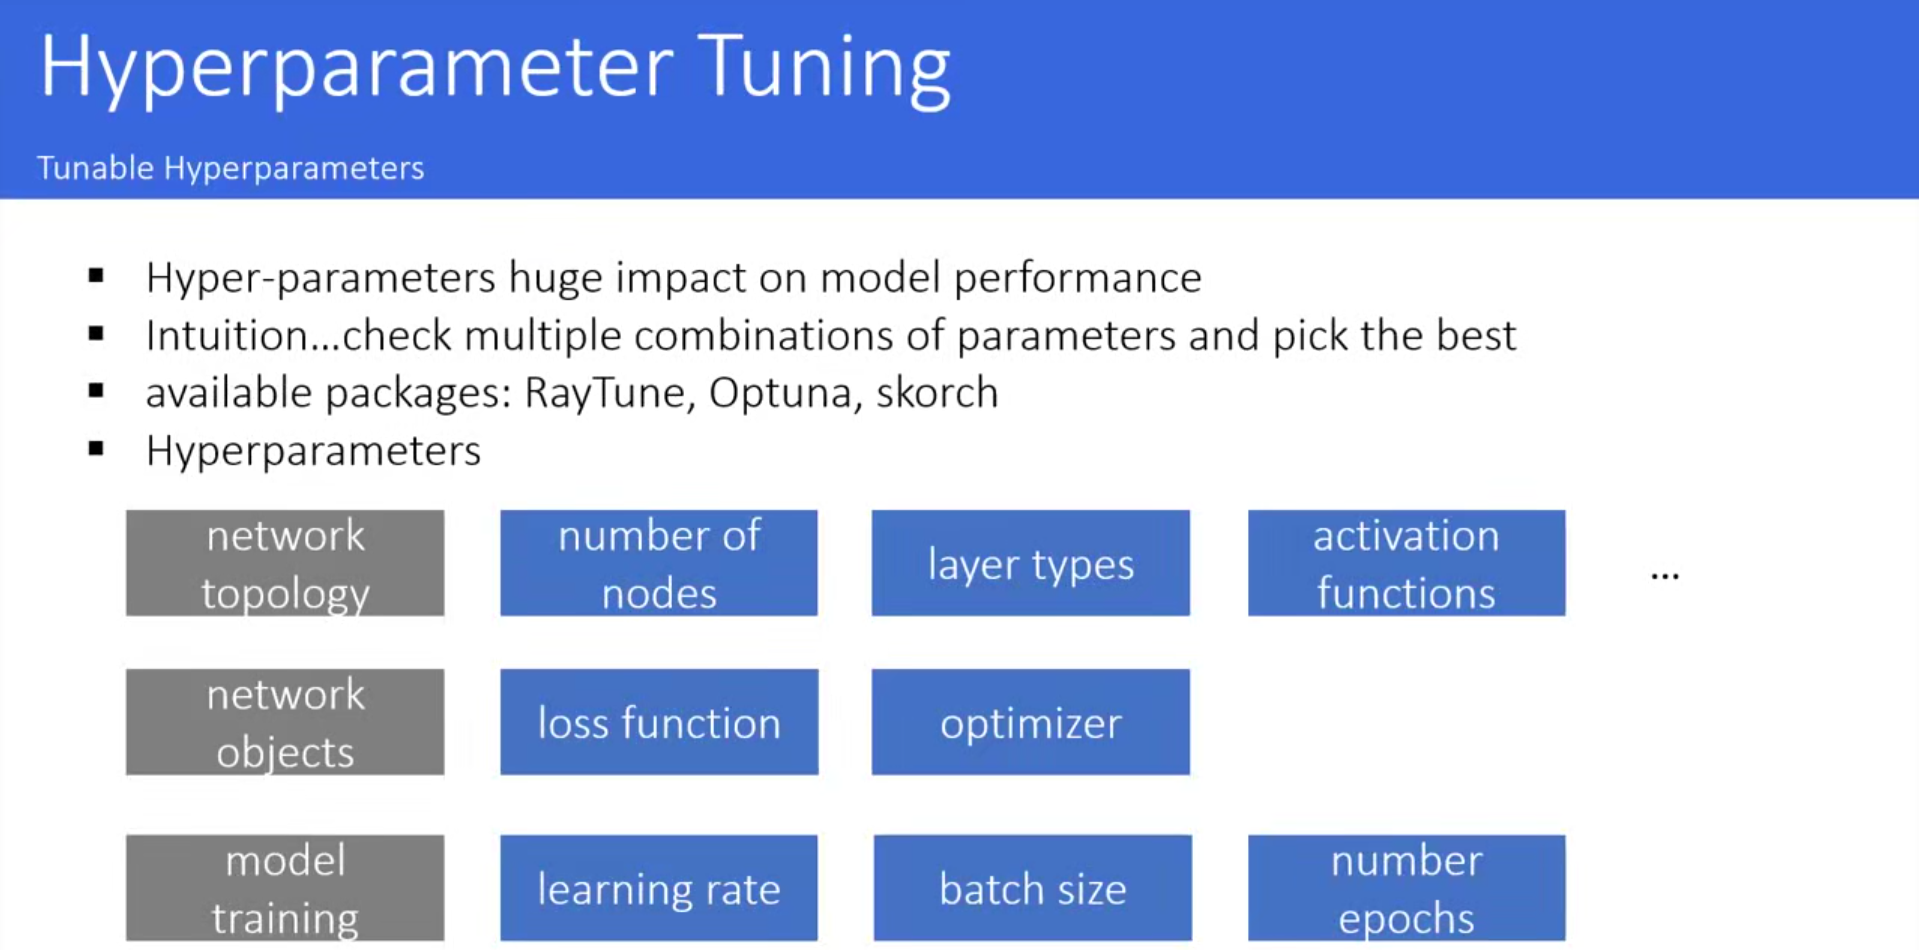 Hyperparameter Tuning
Tunable Hyperparameters
▪ Hyper-parameters huge impact on model performance
▪ Intuition...check multiple combinations of parameters and pick the best
▪ available packages: RayTune, Optuna, skorch
▪ Hyperparameters
network
topology
number of
nodes
layer types
activation
functions
...
network
objects
loss function
optimizer
model
training
learning rate
batch size
number
epochs